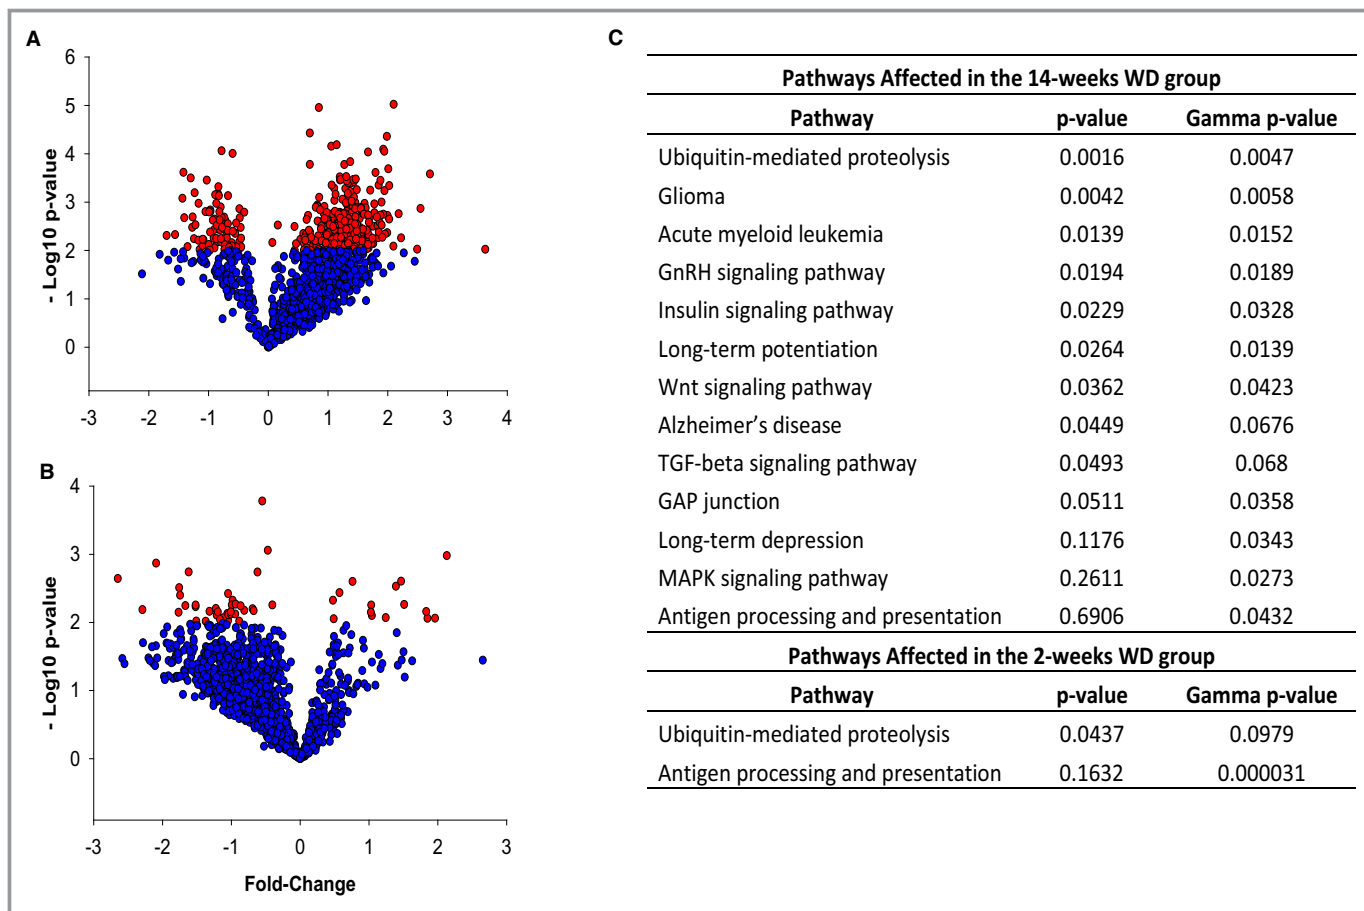 A
6
5
4
3
2
1
0
- Log10 p-value
-3 -2 -1 0 1 2 3 4
B
4
3
2
1
0
- Log10 p-value
-3 -2 -1 0 1 2 3
Fold-Change
C
Pathways Affected in the 14-weeks WD group
Pathway p-value Gamma p-value
Ubiquitin-mediated proteolysis 0.0016 0.0047
Glioma 0.0042 0.0058
Acute myeloid leukemia 0.0139 0.0152
GnRH signaling pathway 0.0194 0.0189
Insulin signaling pathway 0.0229 0.0328
Long-term potentiation 0.0264 0.0139
Wnt signaling pathway 0.0362 0.0423
Alzheimer's disease 0.0449 0.0676
TGF-beta signaling pathway 0.0493 0.068
GAP junction 0.0511 0.0358
Long-term depression 0.1176 0.0343
MAPK signaling pathway 0.2611 0.0273
Antigen processing and presentation 0.6906 0.0432
Pathways Affected in the 2-weeks WD group
Pathway p-value Gamma p-value
Ubiquitin-mediated proteolysis 0.0437 0.0979
Antigen processing and presentation 0.1632 0.000031